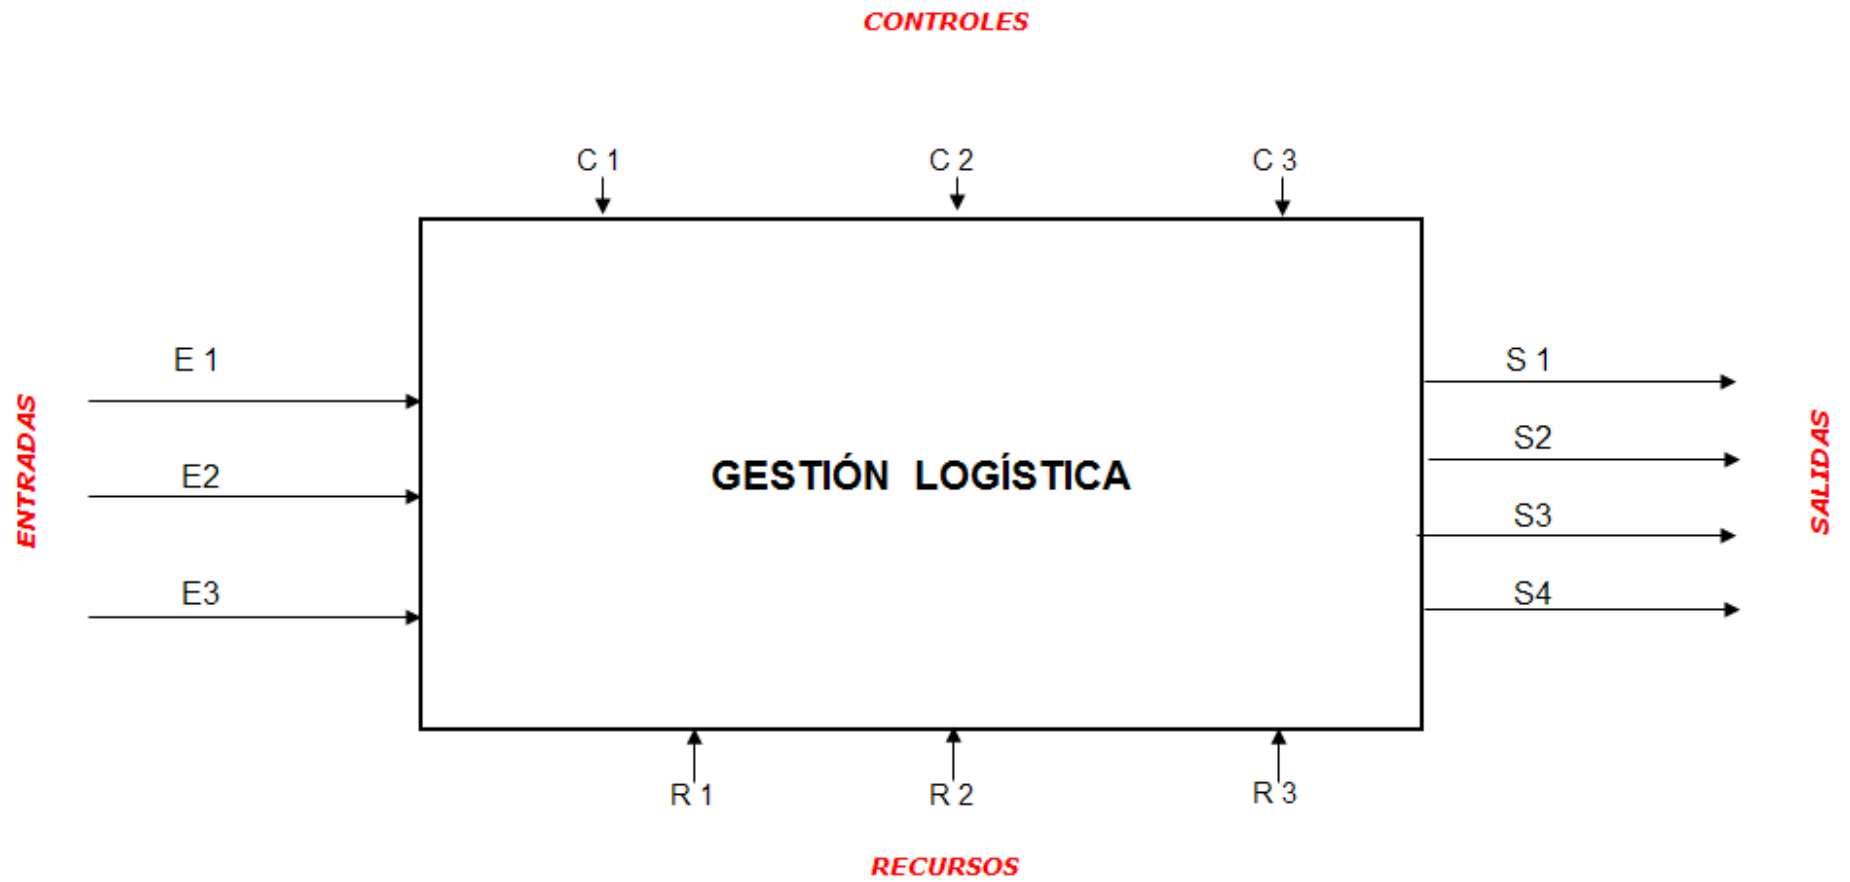 CONTROLES
C 1
C 2
C 3
E 1
E2
E3
ENTRADAS
GESTIÓN LOGÍSTICA
S 1
S2
S3
S4
SALIDAS
R 1
R 2
R 3
RECURSOS